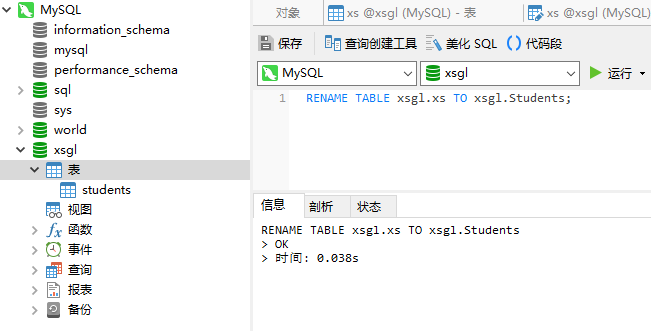 MySQL
information_schema
mysql
performance_schema
sql
sys
world
xsgl
表
students
视图
fx 函数
事件
查询
报表
备份
对象
xs @xsgl (MySQL) - 表
xs @xsgl (MySQL)
保存
查询创建工具
美化 SQL
() 代码段
MySQL
xsgl
运行
1 RENAME TABLE xsgl.xs TO xsgl.Students;
信息
剖析
状态
RENAME TABLE xsgl.xs TO xsgl.Students
> OK
> 时间: 0.038s